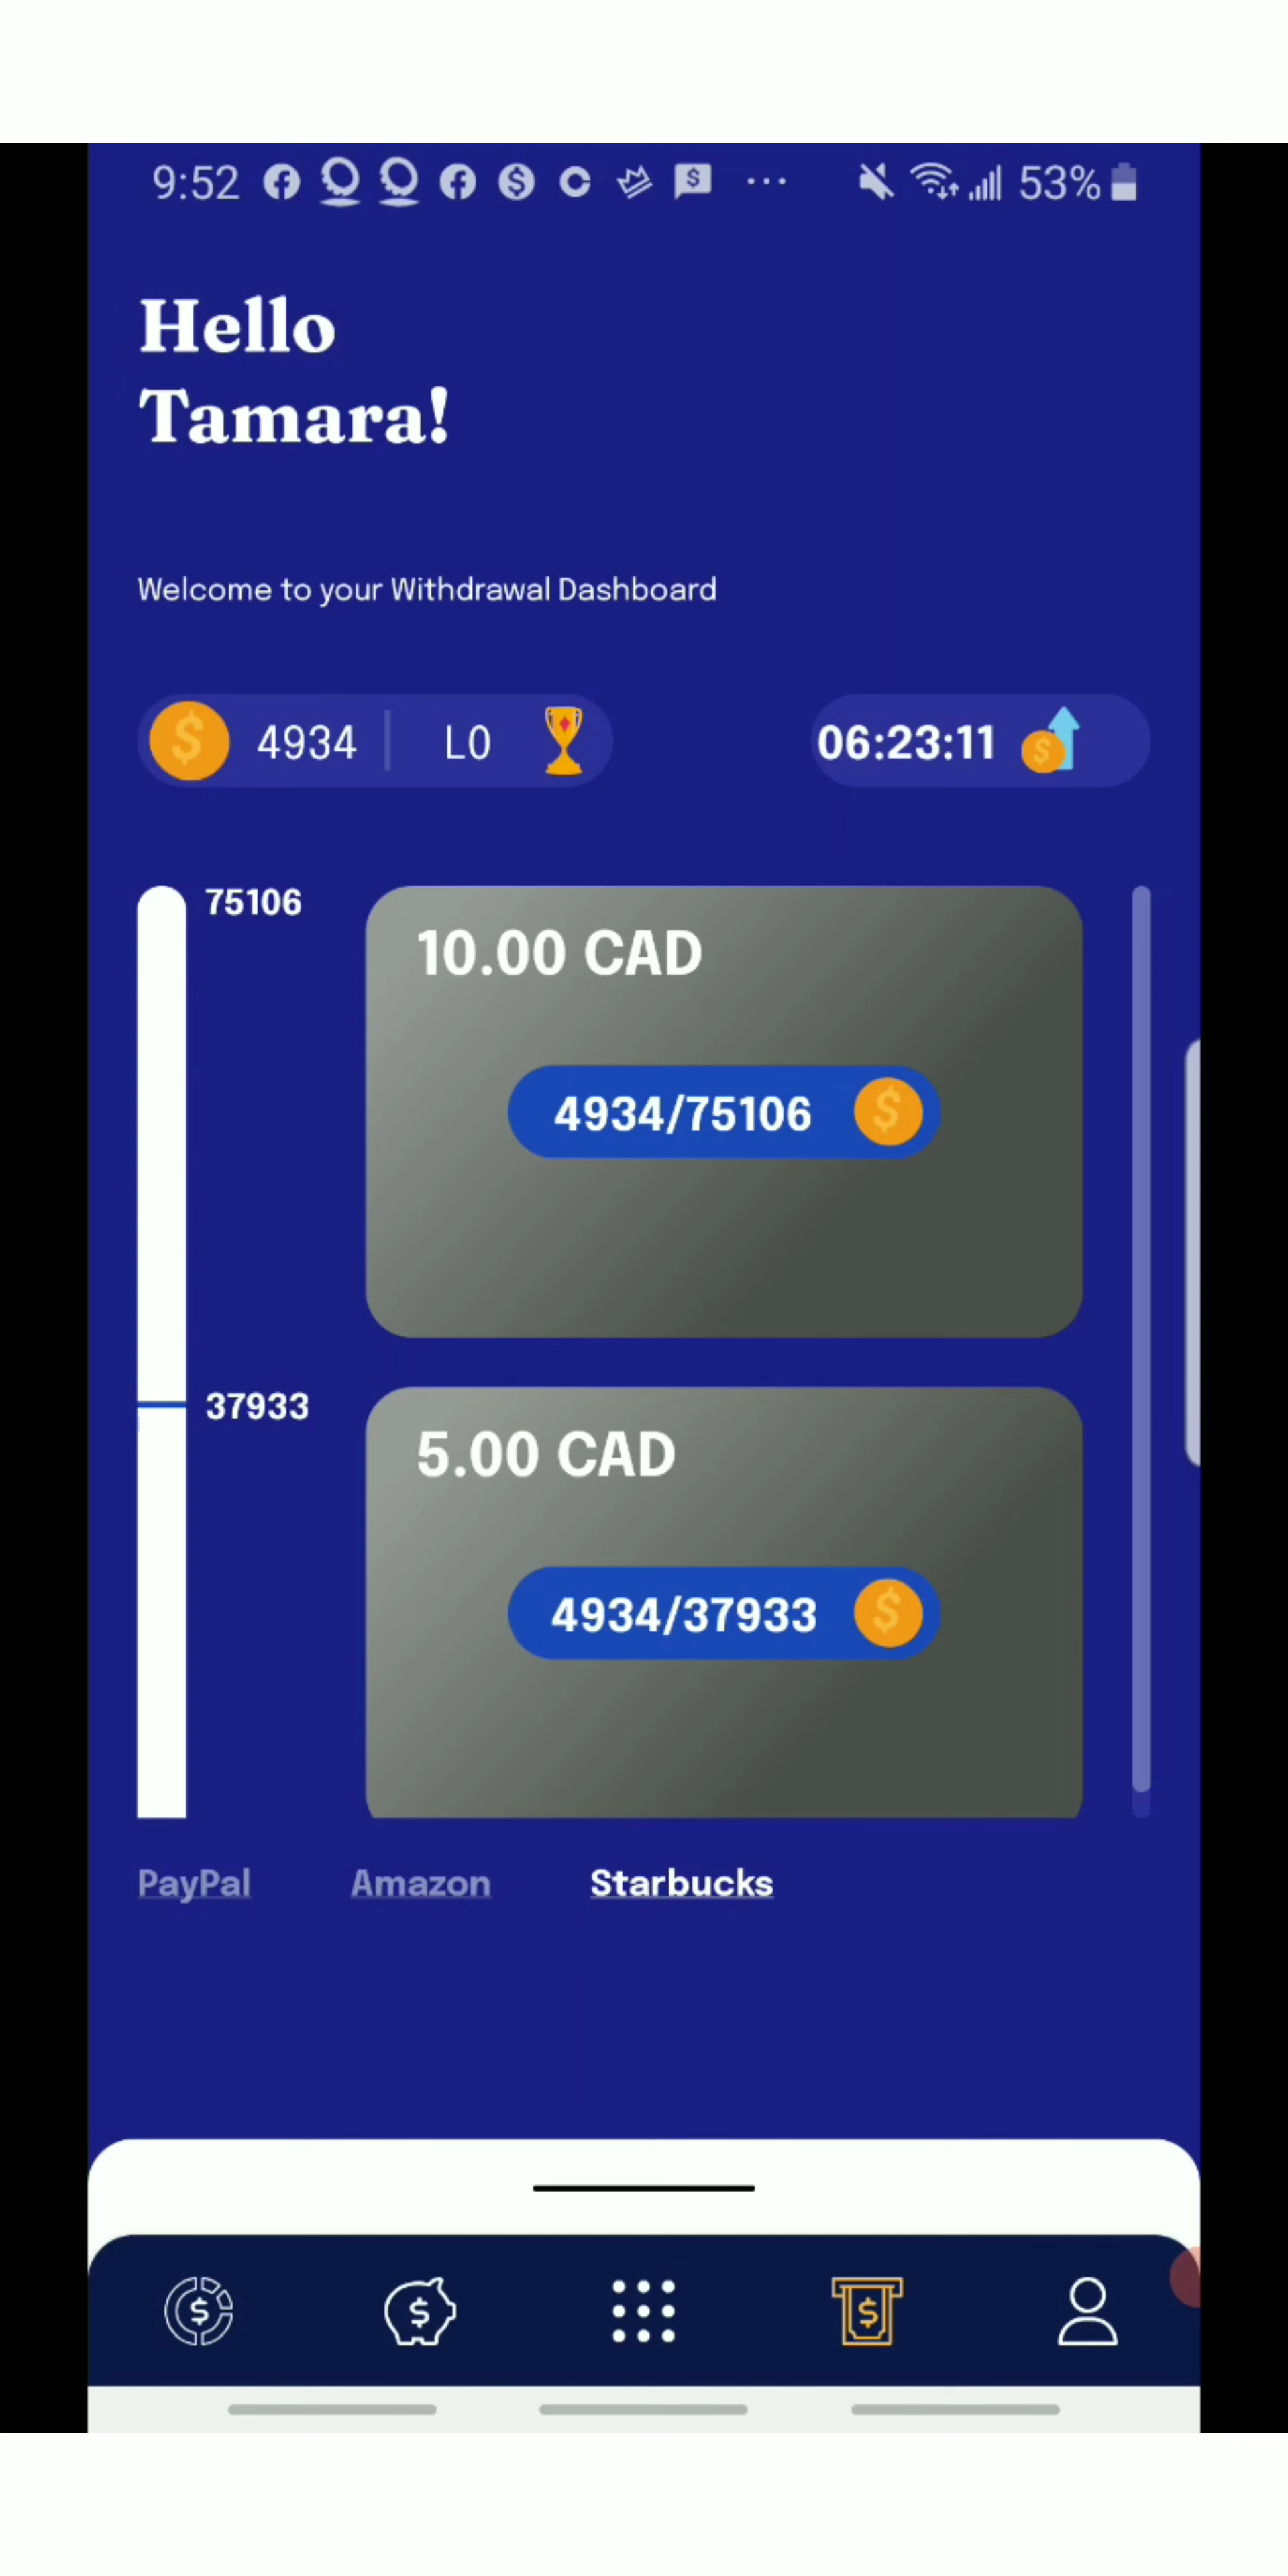 9:52 53%
Hello
Tamara!
Welcome to your Withdrawal Dashboard
4934 L0 06:23:11
75106
10.00 CAD
4934/75106
37933
5.00 CAD
4934/37933
PayPal Amazon Starbucks